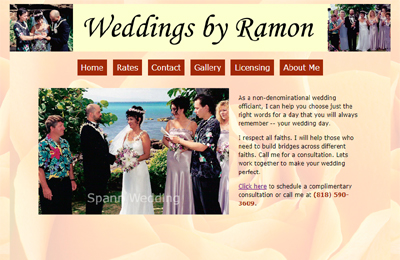 Weddings by Ramon
Home Rates Contact Gallery Licensing About Me
As a non-denominational wedding
officiant, I can help you choose just the
right words for a day that you will always
remember -- your wedding day.
I respect all faiths. I will help those who
need to build bridges across different
faiths. Call me for a consultation. Lets
work together to make your wedding
perfect.
Click here to schedule a complimentary
consultation or call me at (818) 590-
3609.
Spann Wedding